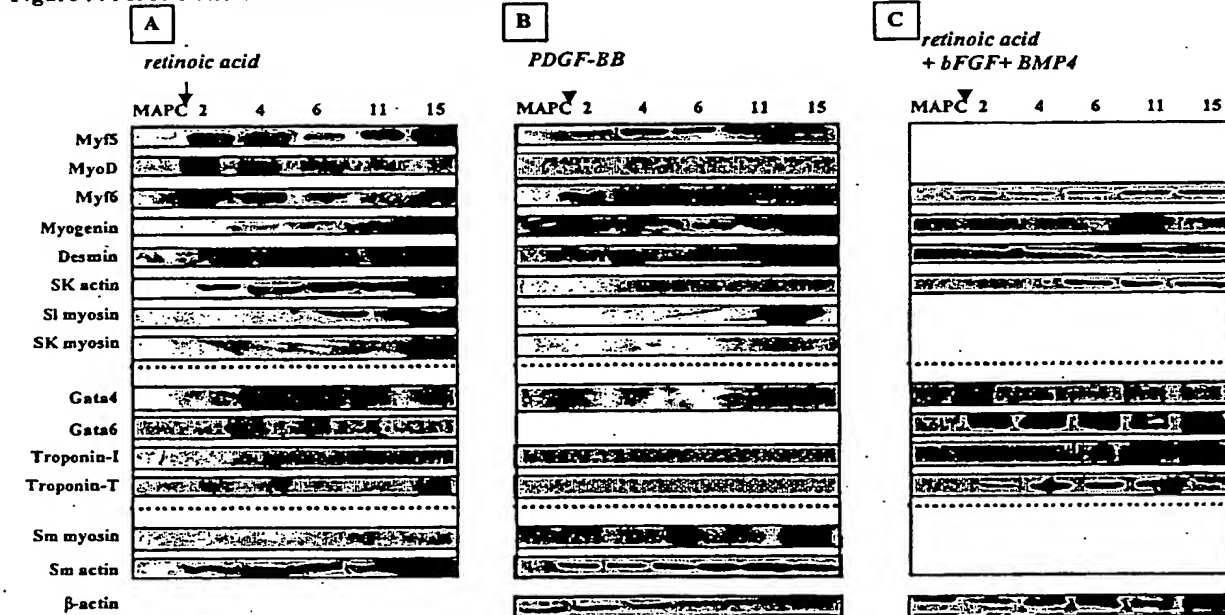 A
retinoic acid
MAPC 2 4 6 11 15
B
PDGF-BB
MAPC 2 4 6 11 15
C
retinoic acid
+ bFGF+ BMP4
MAPC 2 4 6 11 15
Myf5
MyoD
Myf6
Myogenin
Desmin
SK actin
Sl myosin
SK myosin
Gata4
Gata6
Troponin-I
Troponin-T
Sm myosin
Sm actin
β-actin